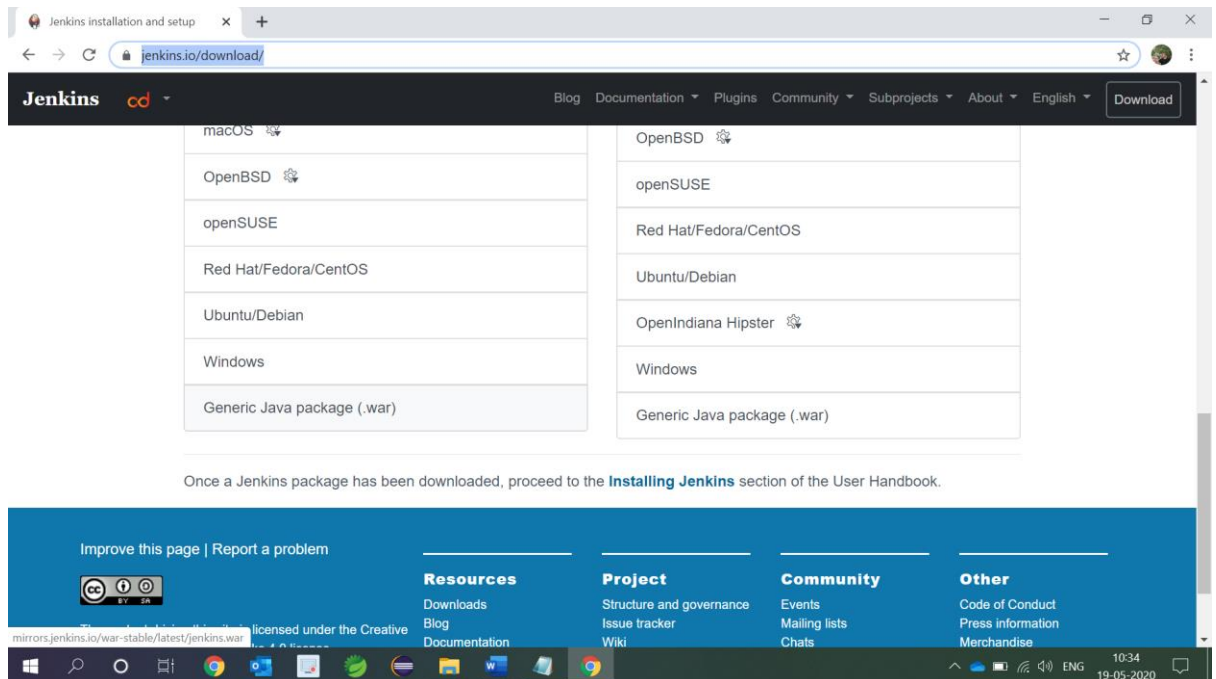 Jenkins installation and setup
jenkins.io/download/
Jenkins cd Blog Documentation Plugins Community Subprojects About English Download
macOS
OpenBSD
openSUSE
Red Hat/Fedora/CentOS
Ubuntu/Debian
Windows
Generic Java package (.war)
OpenBSD
openSUSE
Red Hat/Fedora/CentOS
Ubuntu/Debian
OpenIndiana Hipster
Windows
Generic Java package (.war)
Once a Jenkins package has been downloaded, proceed to the Installing Jenkins section of the User Handbook.
Improve this page | Report a problem
cc BY SA
licensed under the Creative
mirrors.jenkins.io/war-stable/latest/jenkins.war
Resources
Downloads
Blog
Documentation
Project
Structure and governance
Issue tracker
Wiki
Community
Events
Mailing lists
Chats
Other
Code of Conduct
Press information
Merchandise
ENG
10:34
19-05-2020